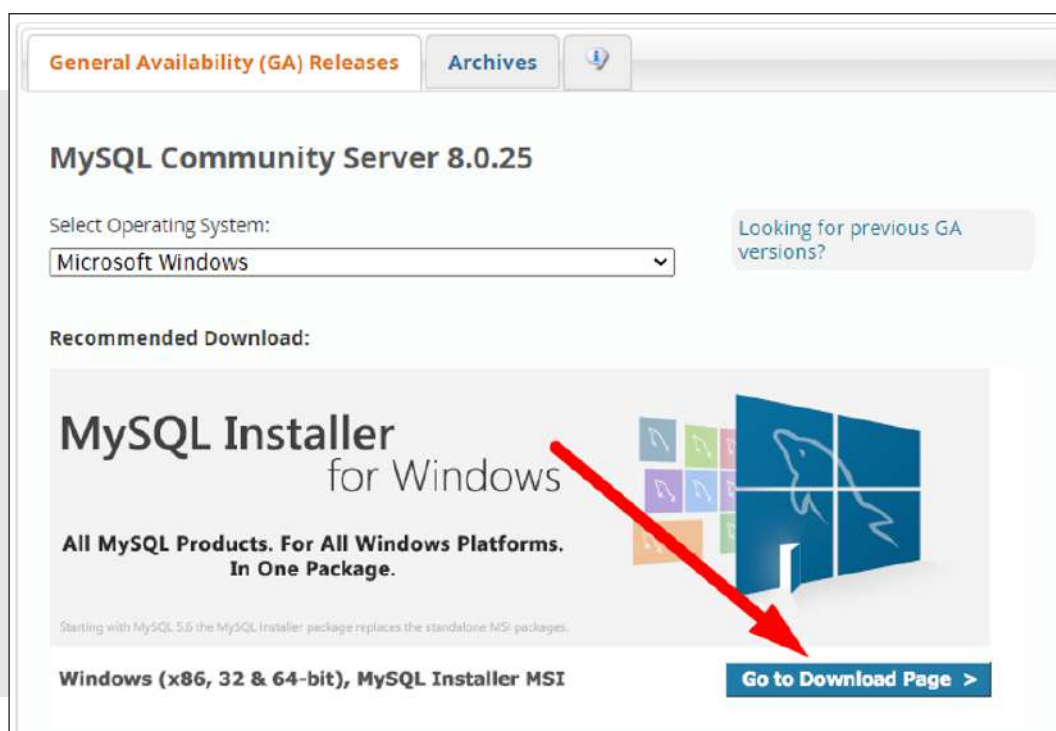 General Availability (GA) Releases
Archives
MySQL Community Server 8.0.25
Select Operating System:
Microsoft Windows
Looking for previous GA
versions?
Recommended Download:
MySQL Installer
for Windows
All MySQL Products. For All Windows Platforms.
In One Package.
Starting with MySQL 5.6 the MySQL Installer package replaces the standalone MSI packages.
Windows (x86, 32 & 64-bit), MySQL Installer MSI
Go to Download Page >